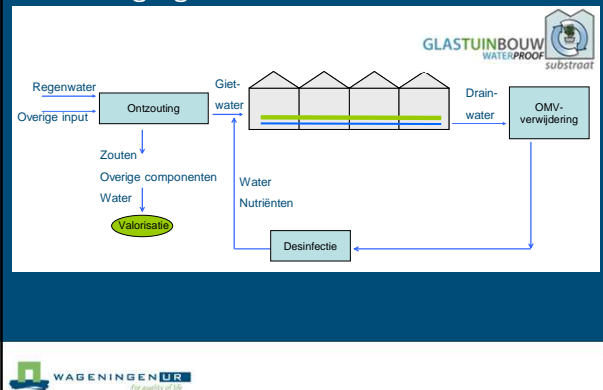 GLASTUINBOUW
WATERPROOF
substraat
Regenwater
Overige input
Ontzouting
Giet-
water
Drain-
water
OMV-
verwijdering
Zouten
Overige componenten
Water
Valorisatie
Water
Nutriënten
Desinfectie
WAGENINGEN UR
For quality of life